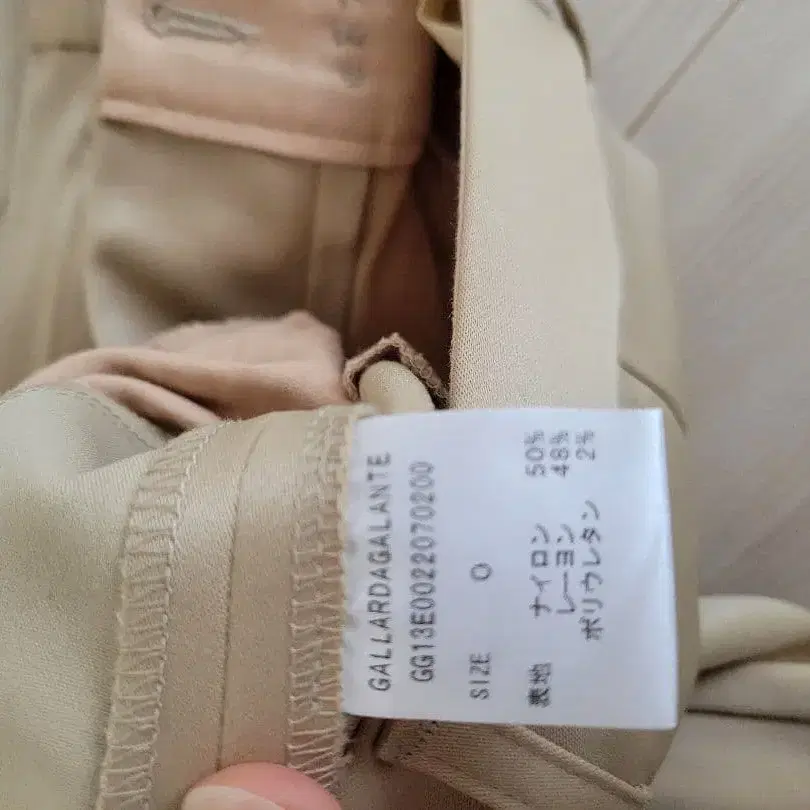 GALLARDAGALANTE
GG13E0022070200
SIZE 0
表地 ナイロン 50%
レーヨン 48%
ポリウレタン 2%